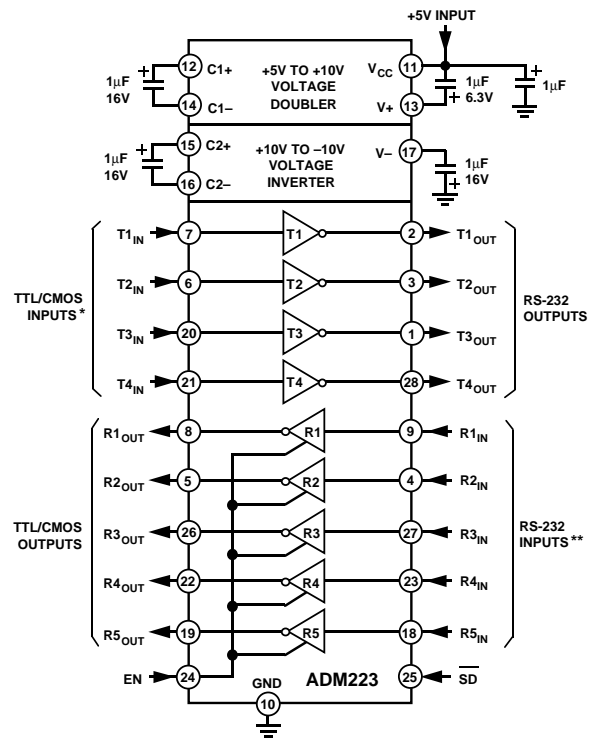 +5V INPUT
1μF
16V
12 C1+
14 C1–
+5V TO +10V
VOLTAGE
DOUBLER
VCC 11
V+ 13
1μF
6.3V
1μF
1μF
16V
15 C2+
16 C2–
+10V TO –10V
VOLTAGE
INVERTER
V– 17
1μF
16V
TTL/CMOS
INPUTS*
T1IN 7 T1 2 T1OUT
T2IN 6 T2 3 T2OUT
T3IN 20 T3 1 T3OUT
T4IN 21 T4 28 T4OUT
RS-232
OUTPUTS
TTL/CMOS
OUTPUTS
R1OUT 8 R1 9 R1IN
R2OUT 5 R2 4 R2IN
R3OUT 26 R3 27 R3IN
R4OUT 22 R4 23 R4IN
R5OUT 19 R5 18 R5IN
RS-232
INPUTS**
EN 24
GND
10
ADM223
25 SD